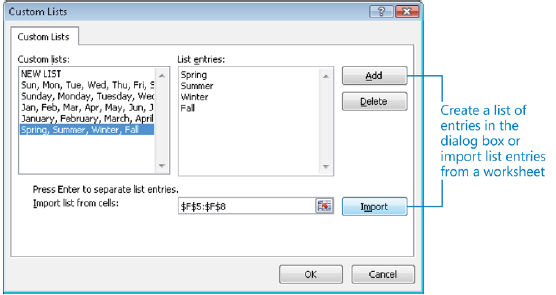 Custom Lists
Custom Lists
Custom lists:
NEW LIST
Sun, Mon, Tue, Wed, Thu, Fri, S
Sunday, Monday, Tuesday, Wed
Jan, Feb, Mar, Apr, May, Jun, J
January, February, March, April
Spring, Summer, Winter, Fall
List entries:
Spring
Summer
Winter
Fall
Add
Delete
Press Enter to separate list entries.
Import list from cells:
$F$5:$F$8
Import
OK
Cancel
Create a list of
entries in the
dialog box or
import list entries
from a worksheet